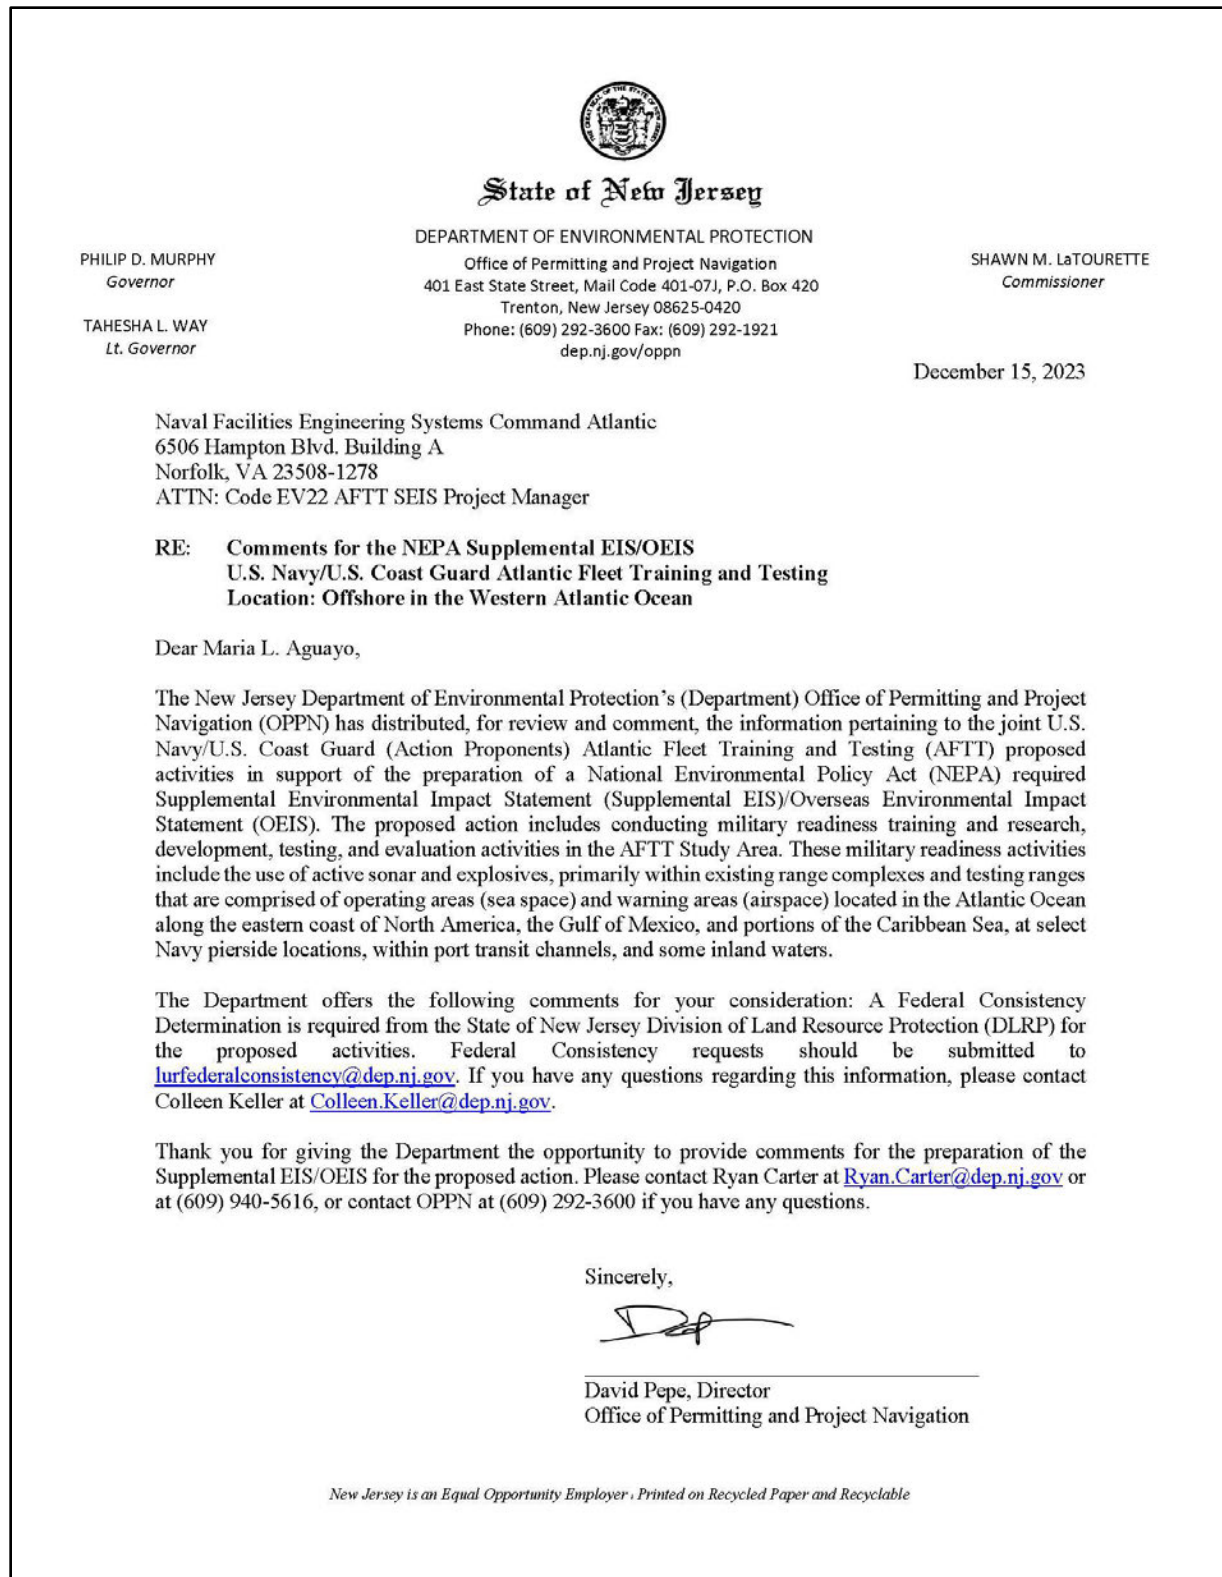 THE GREAT SEAL OF THE STATE OF NEW JERSEY
State of New Jersey
DEPARTMENT OF ENVIRONMENTAL PROTECTION
Office of Permitting and Project Navigation
401 East State Street, Mail Code 401-07J, P.O. Box 420
Trenton, New Jersey 08625-0420
Phone: (609) 292-3600 Fax: (609) 292-1921
dep.nj.gov/oppn
PHILIP D. MURPHY
Governor
TAHESHA L. WAY
Lt. Governor
SHAWN M. LaTOURETTE
Commissioner
December 15, 2023
Naval Facilities Engineering Systems Command Atlantic
6506 Hampton Blvd. Building A
Norfolk, VA 23508-1278
ATTN: Code EV22 AFTT SEIS Project Manager
RE: Comments for the NEPA Supplemental EIS/OEIS
U.S. Navy/U.S. Coast Guard Atlantic Fleet Training and Testing
Location: Offshore in the Western Atlantic Ocean
Dear Maria L. Aguayo,
The New Jersey Department of Environmental Protection's (Department) Office of Permitting and Project
Navigation (OPPN) has distributed, for review and comment, the information pertaining to the joint U.S.
Navy/U.S. Coast Guard (Action Proponents) Atlantic Fleet Training and Testing (AFTT) proposed
activities in support of the preparation of a National Environmental Policy Act (NEPA) required
Supplemental Environmental Impact Statement (Supplemental EIS)/Overseas Environmental Impact
Statement (OEIS). The proposed action includes conducting military readiness training and research,
development, testing, and evaluation activities in the AFTT Study Area. These military readiness activities
include the use of active sonar and explosives, primarily within existing range complexes and testing ranges
that are comprised of operating areas (sea space) and warning areas (airspace) located in the Atlantic Ocean
along the eastern coast of North America, the Gulf of Mexico, and portions of the Caribbean Sea, at select
Navy pierside locations, within port transit channels, and some inland waters.
The Department offers the following comments for your consideration: A Federal Consistency
Determination is required from the State of New Jersey Division of Land Resource Protection (DLRP) for
the proposed activities. Federal Consistency requests should be submitted to
lurfederalconsistency@dep.nj.gov. If you have any questions regarding this information, please contact
Colleen Keller at Colleen.Keller@dep.nj.gov.
Thank you for giving the Department the opportunity to provide comments for the preparation of the
Supplemental EIS/OEIS for the proposed action. Please contact Ryan Carter at Ryan.Carter@dep.nj.gov or
at (609) 940-5616, or contact OPPN at (609) 292-3600 if you have any questions.
Sincerely,
David Pepe, Director
Office of Permitting and Project Navigation
New Jersey is an Equal Opportunity Employer • Printed on Recycled Paper and Recyclable